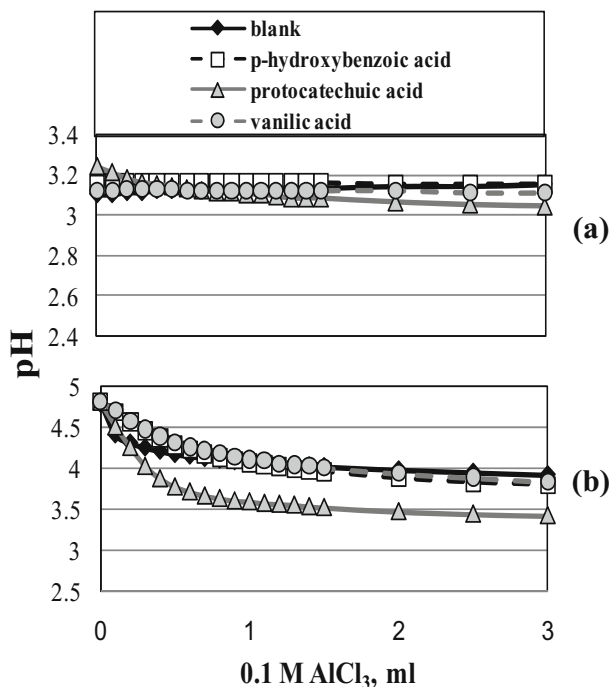 blank
p-hydroxybenzoic acid
protocatechuic acid
vanilic acid
3.4
3.2
3
2.8
2.6
2.4
(a)
pH
5
4.5
4
3.5
3
2.5
(b)
0 1 2 3
0.1 M AlCl₃, ml